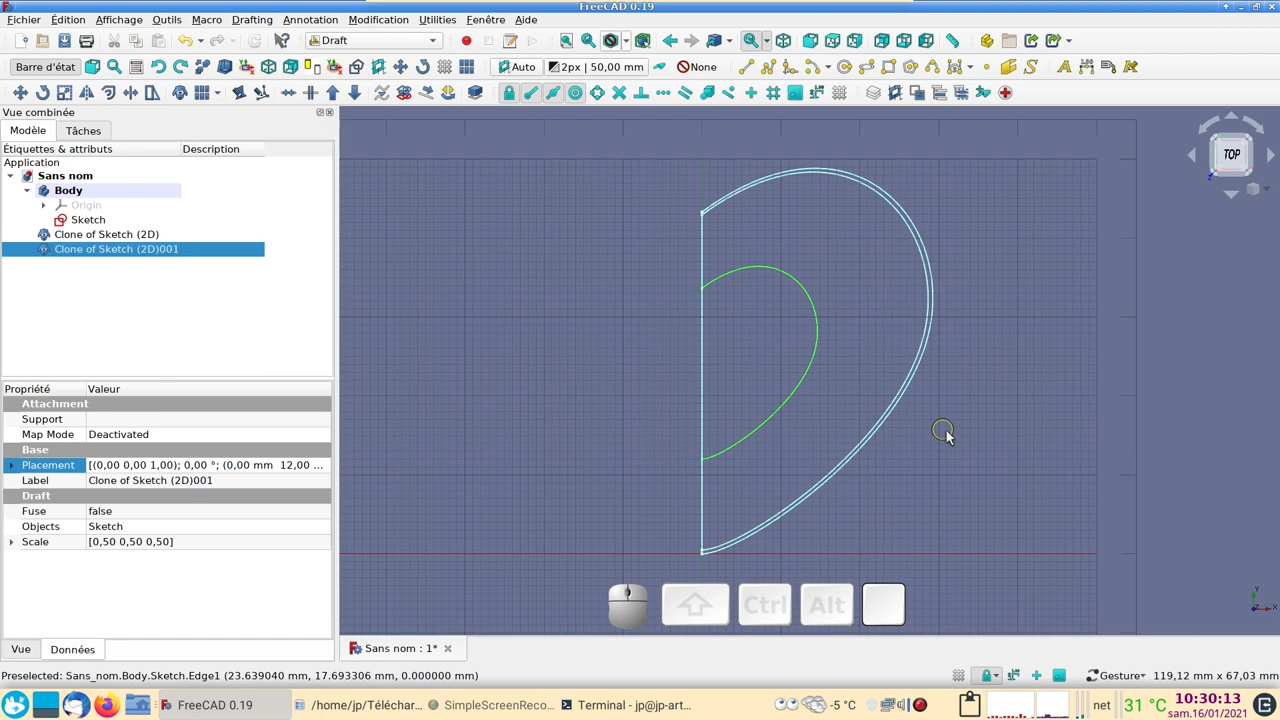 FreeCAD 0.19
Fichier Édition Affichage Outils Macro Drafting Annotation Modification Utilities Fenêtre Aide
Draft
Barre d'état Auto 2px | 50,00 mm None
Vue combinée
Modèle Tâches
Étiquettes & attributs Description
Application
Sans nom
Body
Origin
Sketch
Clone of Sketch (2D)
Clone of Sketch (2D)001
TOP
Z
Propriété Valeur
Attachment
Support
Map Mode Deactivated
Base
Placement [(0,00 0,00 1,00); 0,00 °; (0,00 mm 12,00 ...
Label Clone of Sketch (2D)001
Draft
Fuse false
Objects Sketch
Scale [0,50 0,50 0,50]
Ctrl Alt
Y
X
Vue Données
Sans nom : 1*
Preselected: Sans_nom.Body.Sketch.Edge1 (23.639040, 17.693306 mm, 0.000000 mm)
Gesture 119,12 mm x 67,03 mm
FreeCAD 0.19 /home/jp/Téléchar... SimpleScreenReco... Terminal - jp@jp-art... -5 °C net 31 °C 10:30:13
sam.16/01/2021